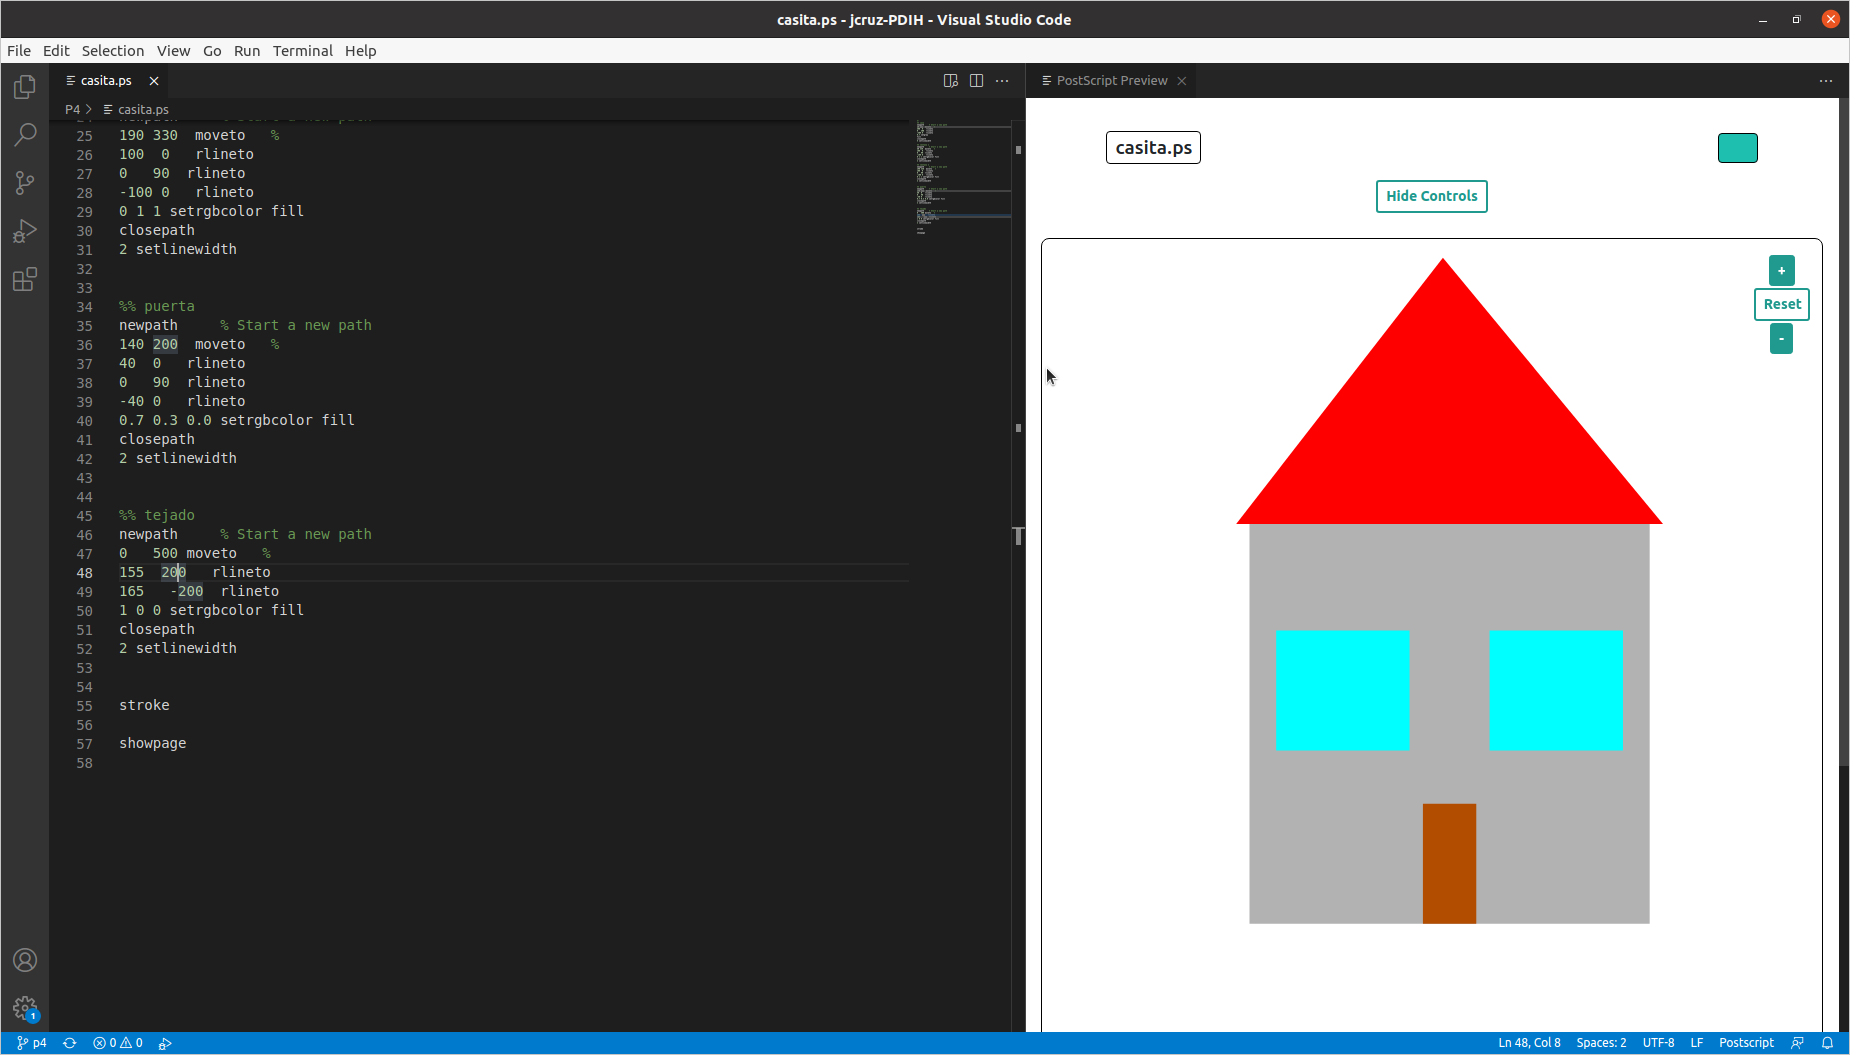 casita.ps - jcruz-PDIH - Visual Studio Code
File Edit Selection View Go Run Terminal Help
casita.ps
PostScript Preview
P4 > casita.ps
25 190 330  moveto   %
26 100  0   rlineto
27 0   90  rlineto
28 -100 0   rlineto
29 0 1 1 setrgbcolor fill
30 closepath
31 2 setlinewidth
32
33
34 %% puerta
35 newpath     % Start a new path
36 140 200  moveto   %
37 40  0   rlineto
38 0   90  rlineto
39 -40 0   rlineto
40 0.7 0.3 0.0 setrgbcolor fill
41 closepath
42 2 setlinewidth
43
44
45 %% tejado
46 newpath     % Start a new path
47 0   500 moveto   %
48 155  200   rlineto
49 165   -200  rlineto
50 1 0 0 setrgbcolor fill
51 closepath
52 2 setlinewidth
53
54
55 stroke
56
57 showpage
58
casita.ps
Hide Controls
+
Reset
-
1
p4 0 0 Ln 48, Col 8 Spaces: 2 UTF-8 LF Postscript